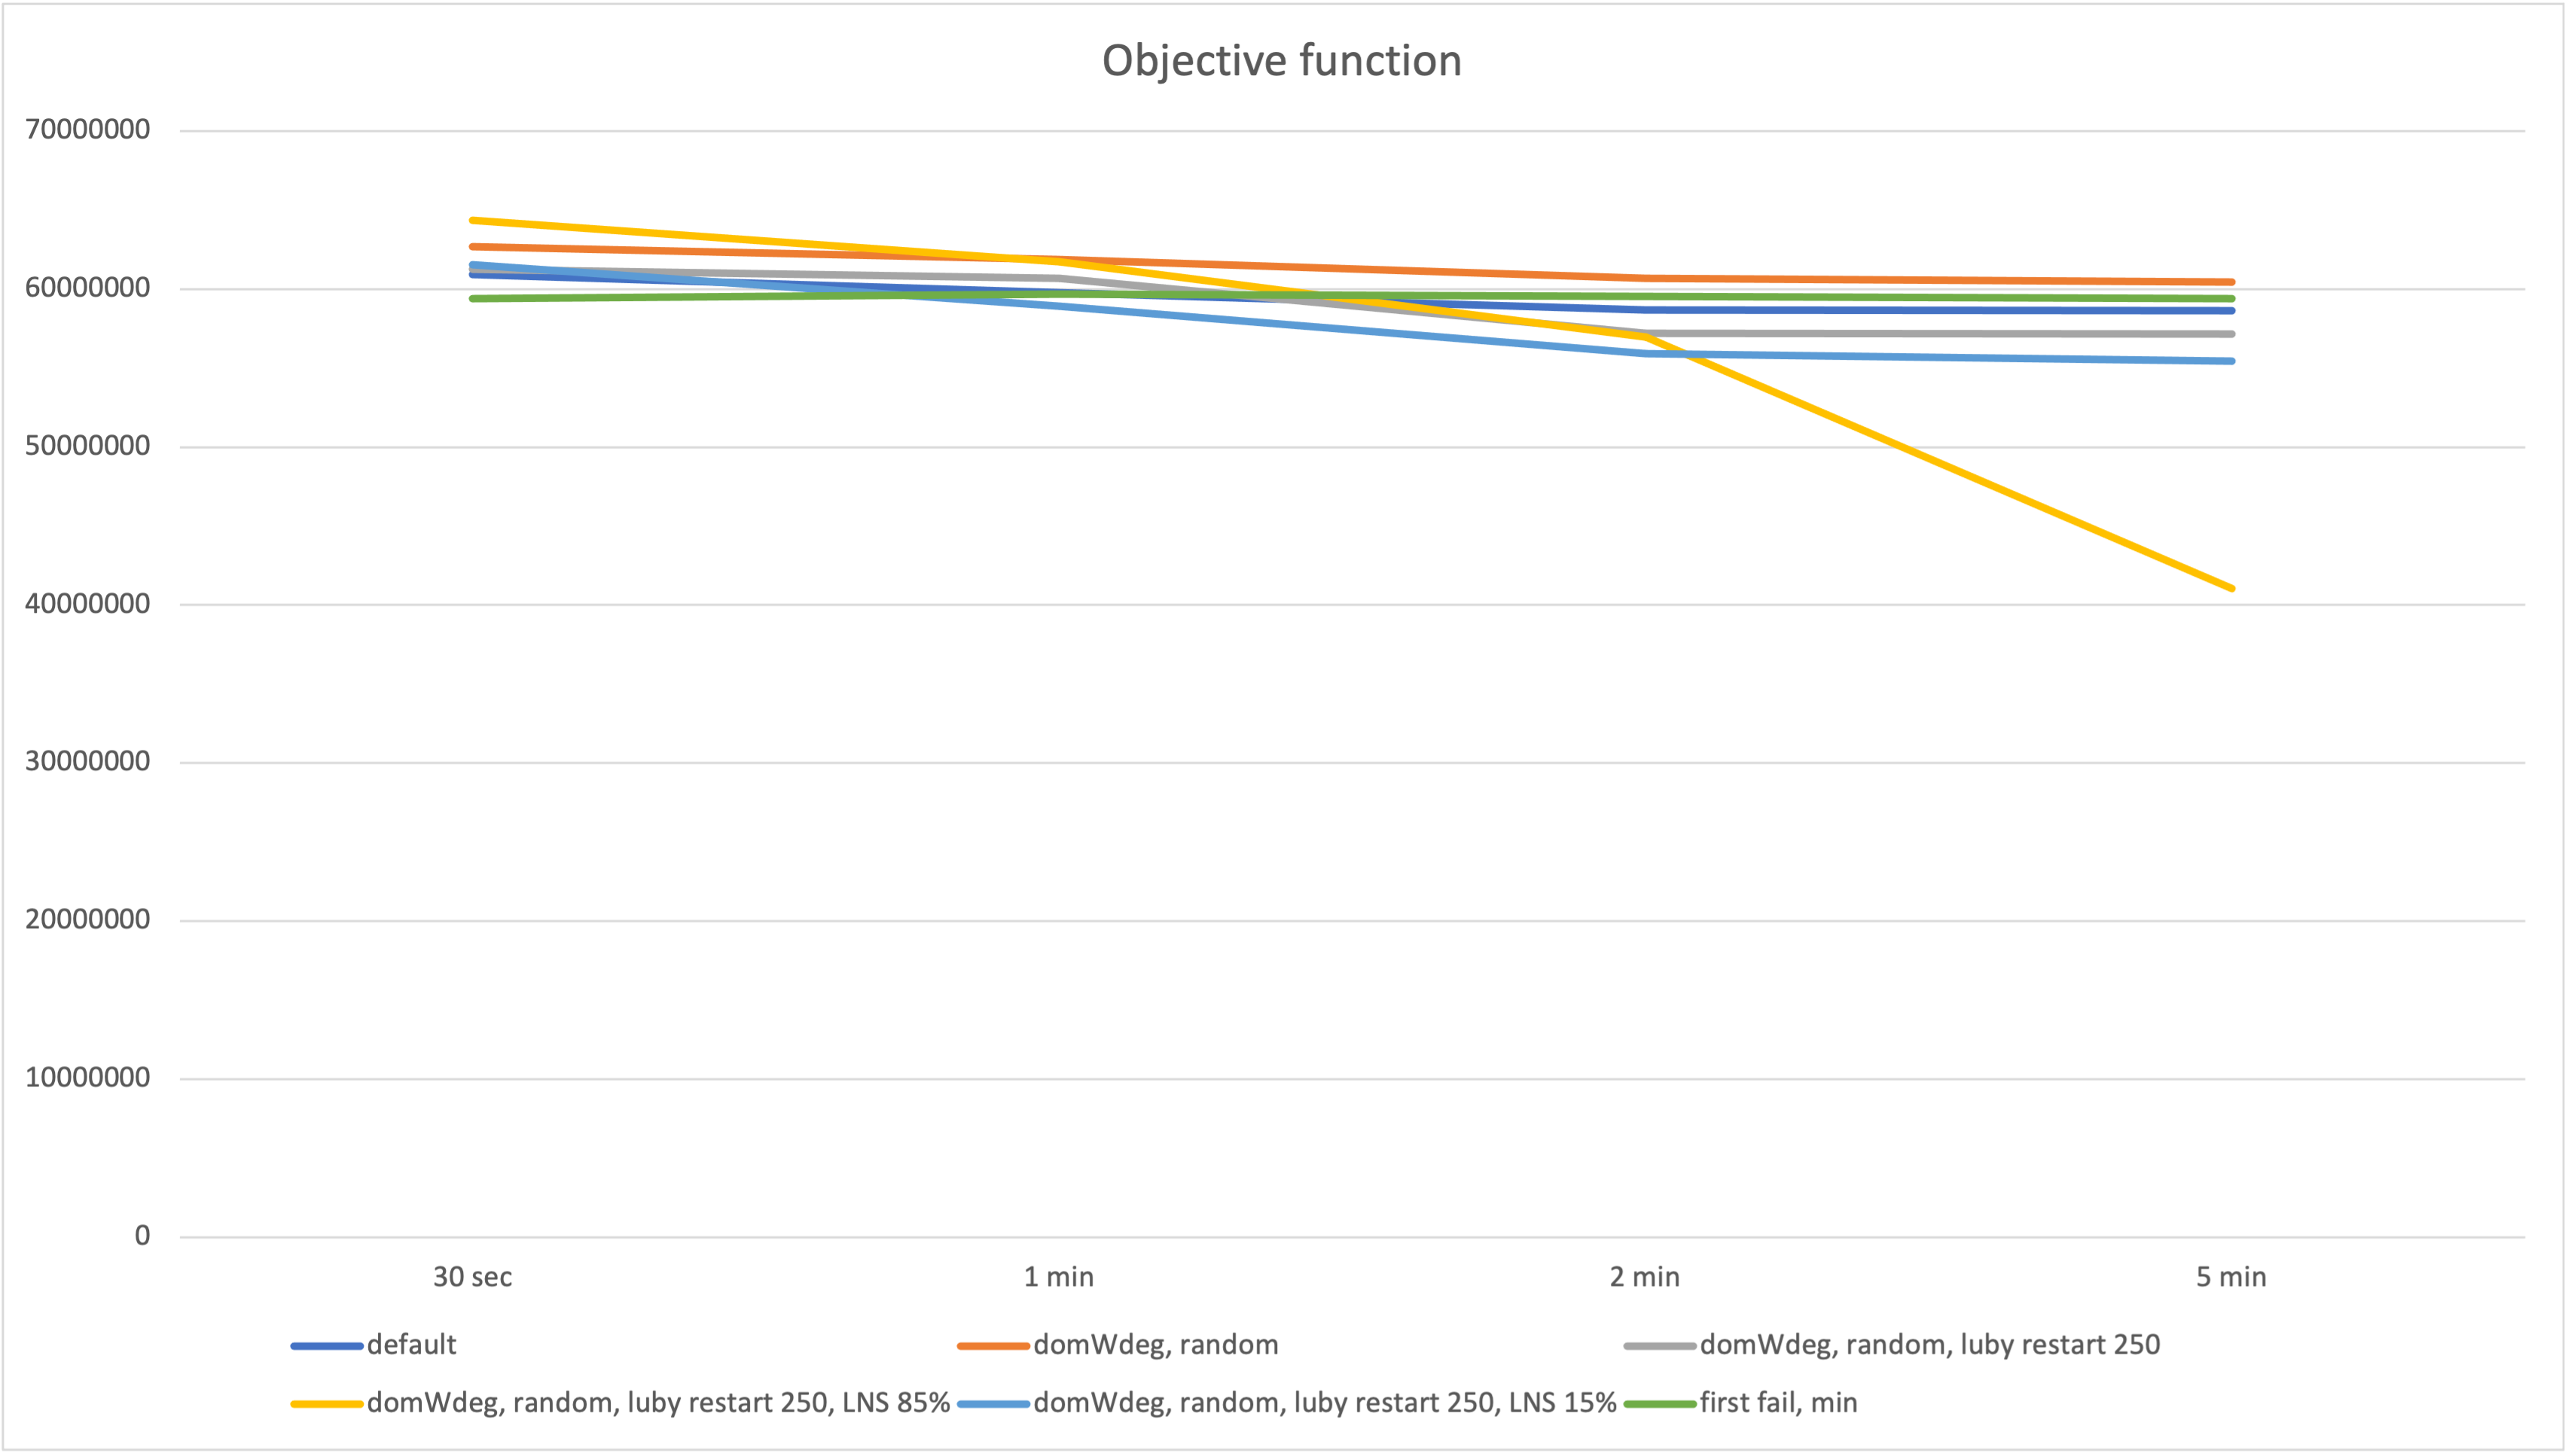 Objective function
70000000
60000000
50000000
40000000
30000000
20000000
10000000
0
30 sec 1 min 2 min 5 min
default domWdeg, random domWdeg, random, luby restart 250
domWdeg, random, luby restart 250, LNS 85% domWdeg, random, luby restart 250, LNS 15% first fail, min